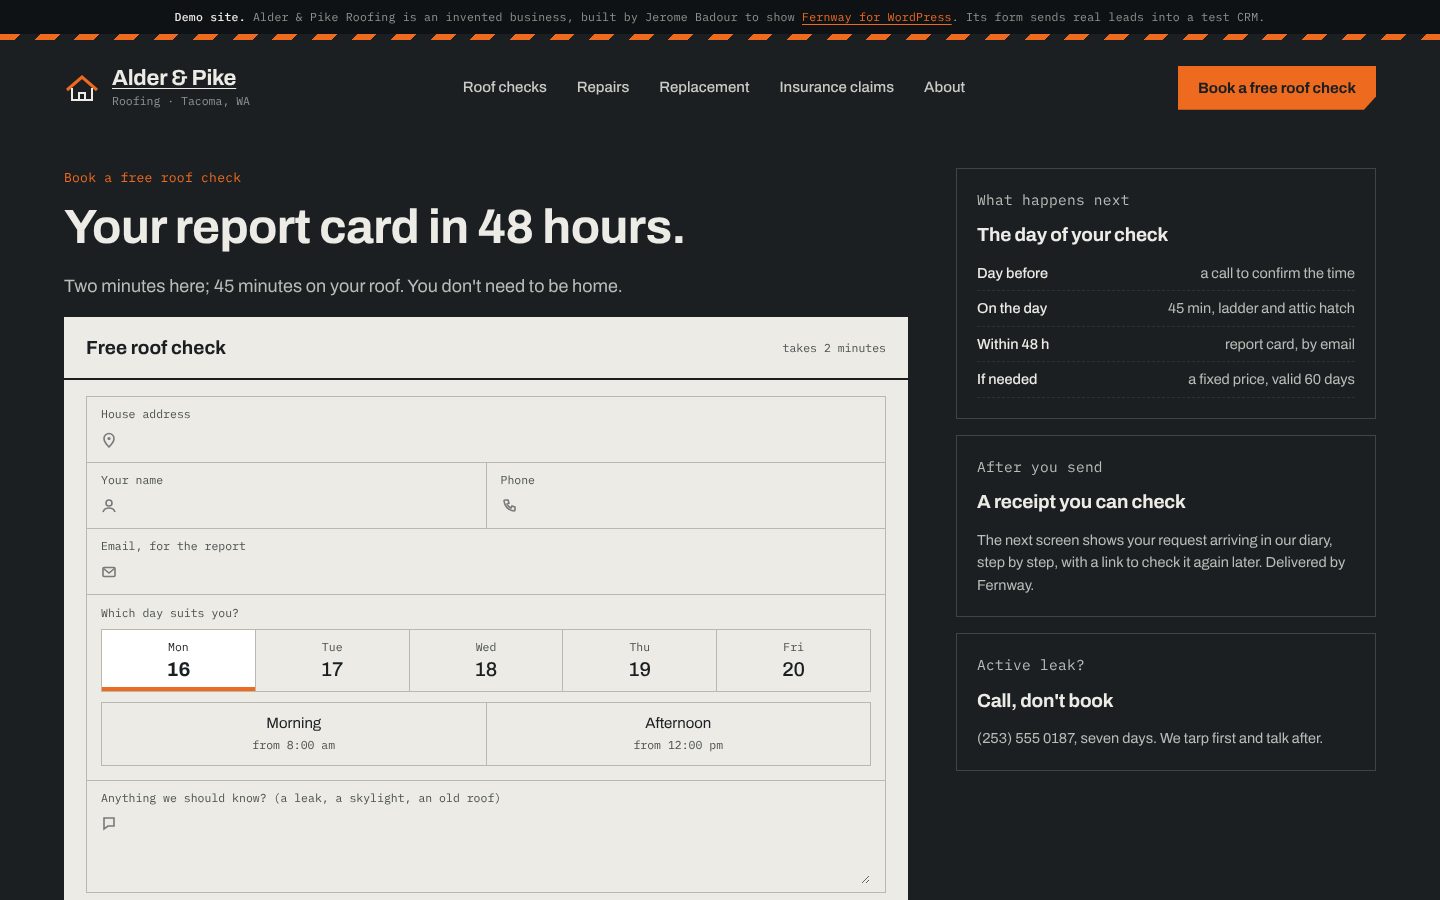 Demo site. Alder & Pike Roofing is an invented business, built by Jerome Badour to show Fernway for WordPress. Its form sends real leads into a test CRM.
Alder & Pike
Roofing · Tacoma, WA
Roof checks
Repairs
Replacement
Insurance claims
About
Book a free roof check
Book a free roof check
Your report card in 48 hours.
Two minutes here; 45 minutes on your roof. You don't need to be home.
Free roof check
takes 2 minutes
House address
Your name
Phone
Email, for the report
Which day suits you?
Mon
16
Tue
17
Wed
18
Thu
19
Fri
20
Morning
from 8:00 am
Afternoon
from 12:00 pm
Anything we should know? (a leak, a skylight, an old roof)
What happens next
The day of your check
Day before a call to confirm the time
On the day 45 min, ladder and attic hatch
Within 48 h report card, by email
If needed a fixed price, valid 60 days
After you send
A receipt you can check
The next screen shows your request arriving in our diary,
step by step, with a link to check it again later. Delivered by
Fernway.
Active leak?
Call, don't book
(253) 555 0187, seven days. We tarp first and talk after.